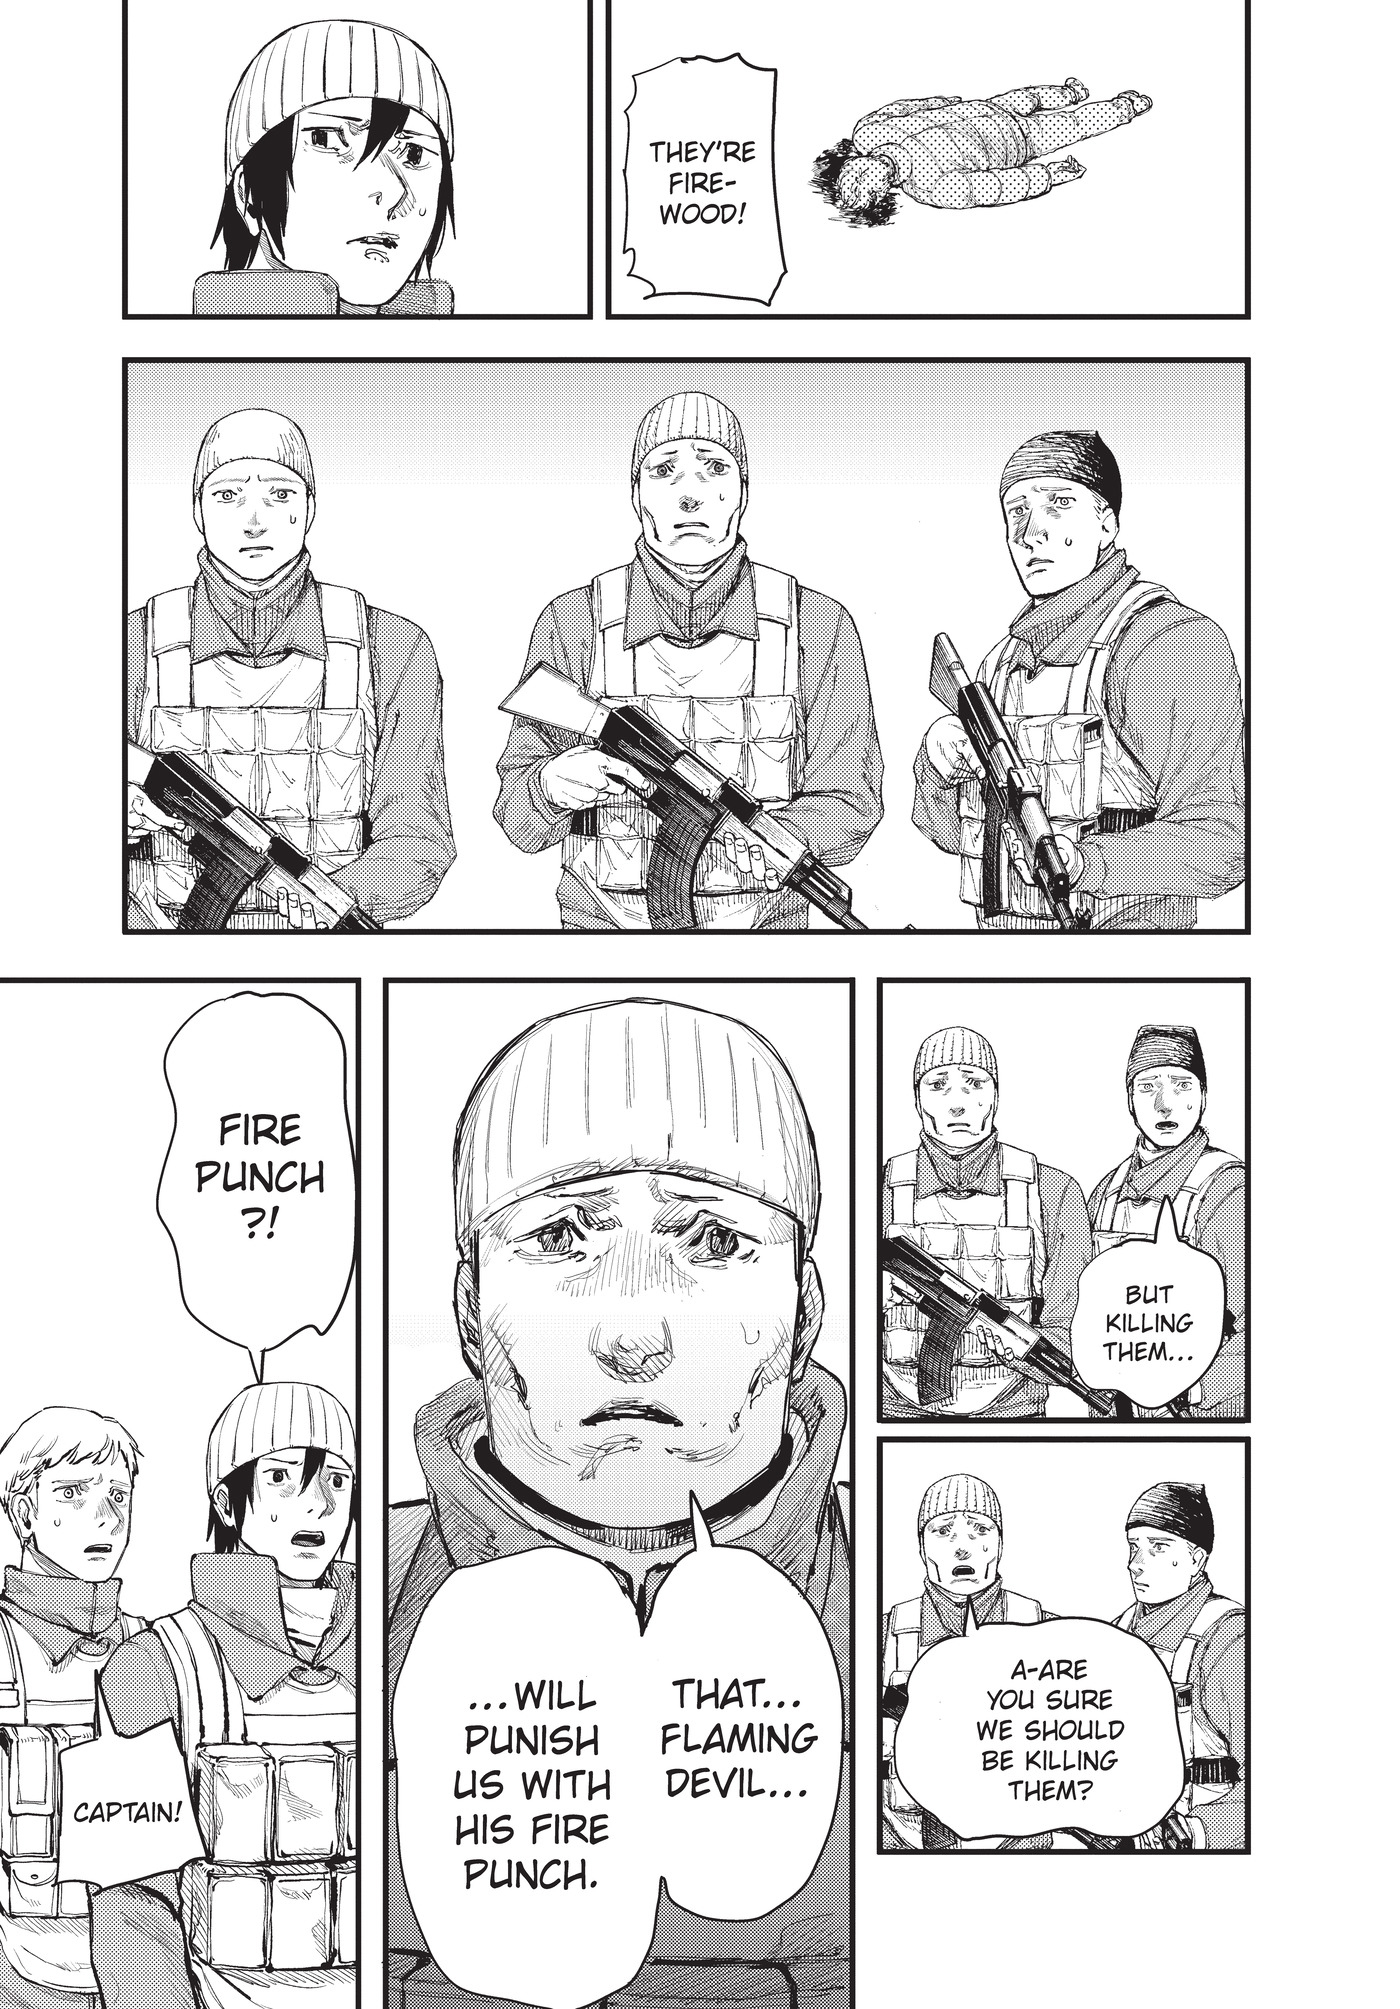 THEY'RE
FIRE-
WOOD!
BUT
KILLING
THEM...
A-ARE
YOU SURE
WE SHOULD
BE KILLING
THEM?
THAT...
FLAMING
DEVIL...
...WILL
PUNISH
US WITH
HIS FIRE
PUNCH.
FIRE
PUNCH
?!
CAPTAIN!